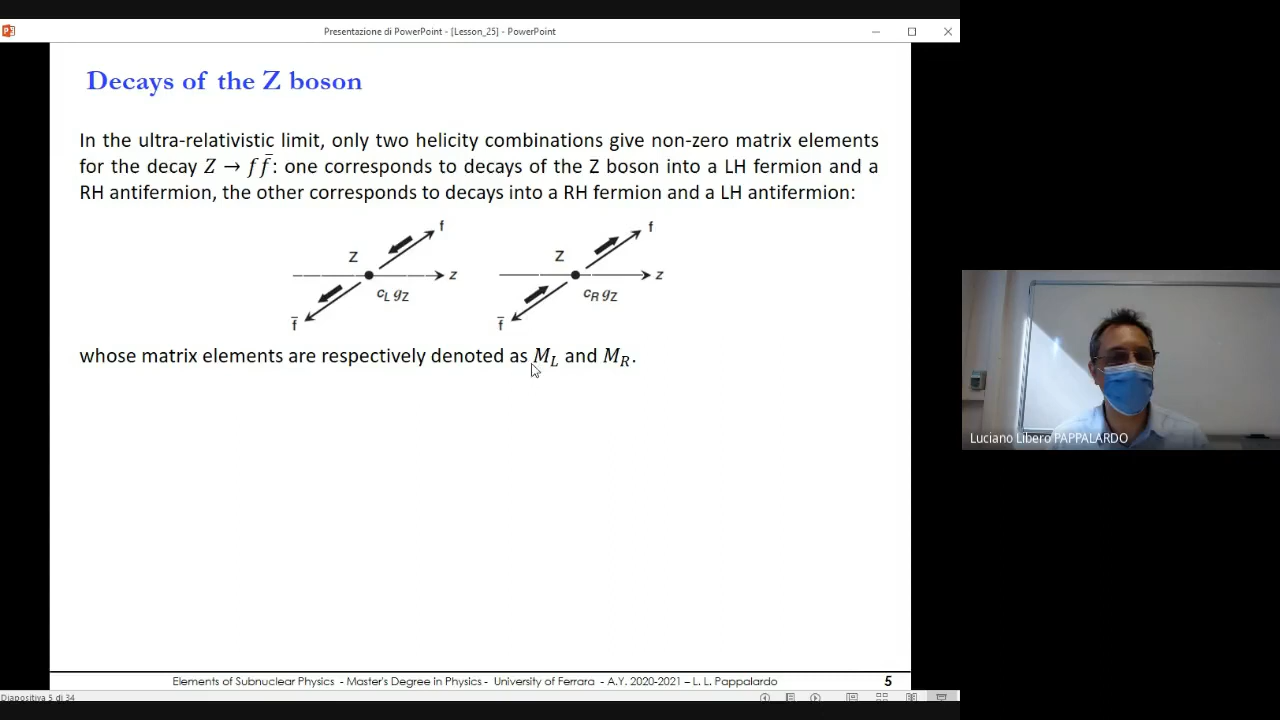 Presentazione di PowerPoint - [Lesson_25] - PowerPoint
Decays of the Z boson
In the ultra-relativistic limit, only two helicity combinations give non-zero matrix elements
for the decay Z → f f̄: one corresponds to decays of the Z boson into a LH fermion and a
RH antifermion, the other corresponds to decays into a RH fermion and a LH antifermion:
f
Z
z
c_L g_Z
f̄
f
Z
z
c_R g_Z
f̄
whose matrix elements are respectively denoted as M_L and M_R.
Luciano Libero PAPPALARDO
Elements of Subnuclear Physics - Master's Degree in Physics - University of Ferrara - A.Y. 2020-2021 – L. L. Pappalardo
5
Diapositiva 5 di 34